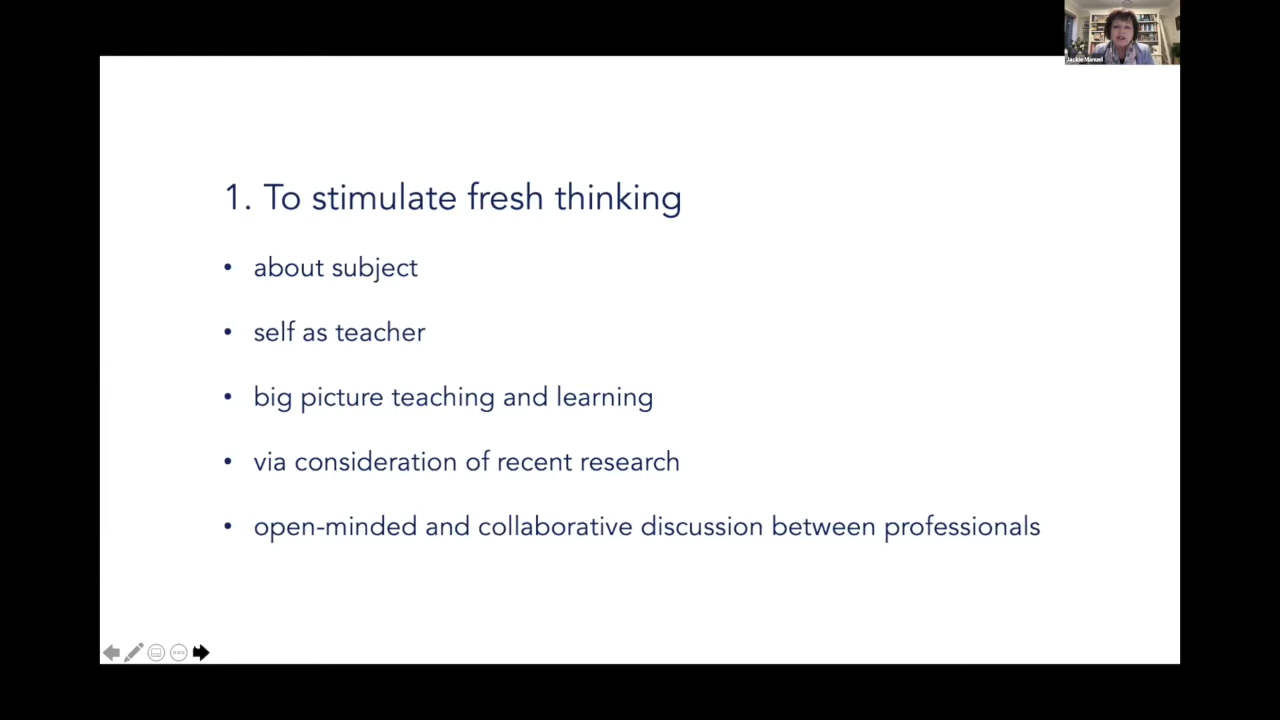 Jackie Manuel
1. To stimulate fresh thinking
• about subject
• self as teacher
• big picture teaching and learning
• via consideration of recent research
• open-minded and collaborative discussion between professionals